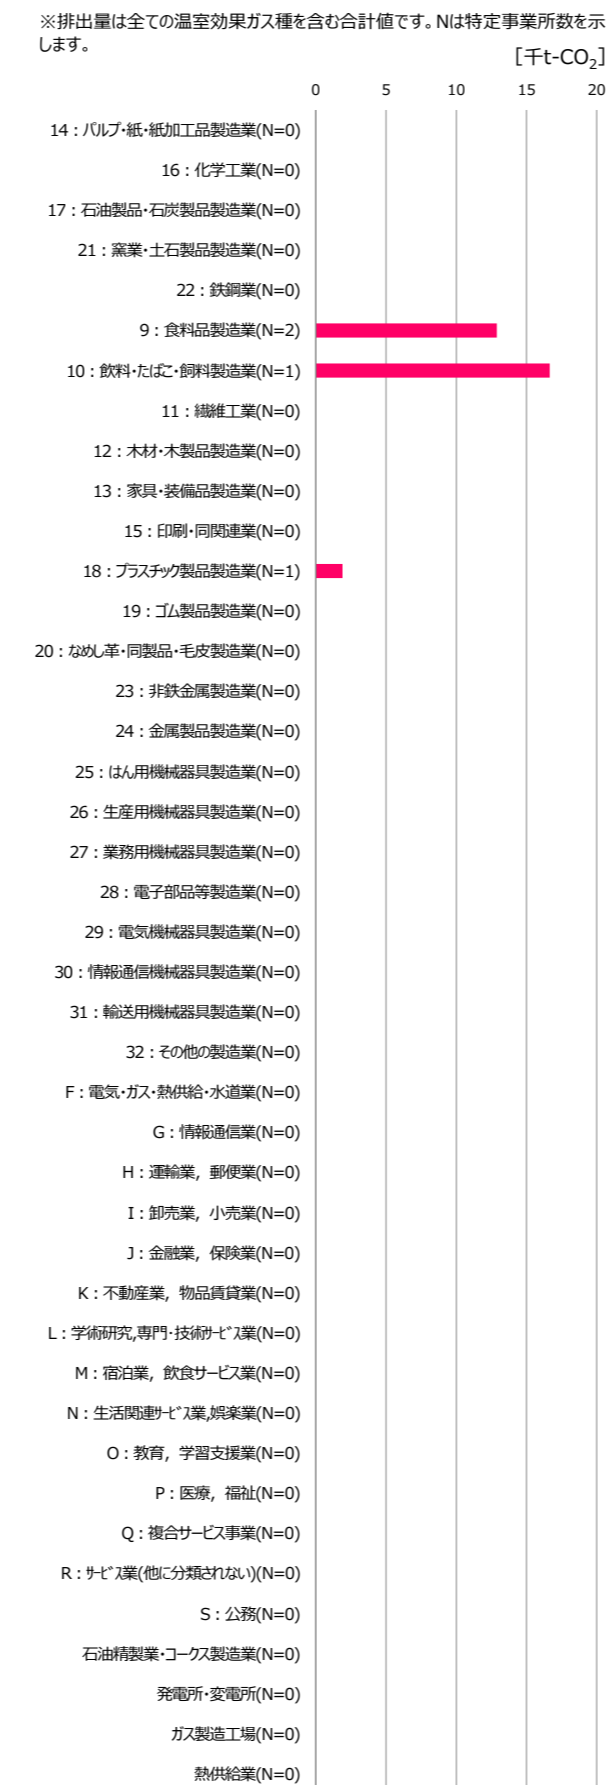 ※排出量は全ての温室効果ガス種を含む合計値です。Nは特定事業所数を示
します。
[千t-CO₂]
0 5 10 15 20
14：パルプ・紙・紙加工品製造業(N=0)
16：化学工業(N=0)
17：石油製品・石炭製品製造業(N=0)
21：窯業・土石製品製造業(N=0)
22：鉄鋼業(N=0)
9：食料品製造業(N=2)
10：飲料・たばこ・飼料製造業(N=1)
11：繊維工業(N=0)
12：木材・木製品製造業(N=0)
13：家具・装備品製造業(N=0)
15：印刷・同関連業(N=0)
18：プラスチック製品製造業(N=1)
19：ゴム製品製造業(N=0)
20：なめし革・同製品・毛皮製造業(N=0)
23：非鉄金属製造業(N=0)
24：金属製品製造業(N=0)
25：はん用機械器具製造業(N=0)
26：生産用機械器具製造業(N=0)
27：業務用機械器具製造業(N=0)
28：電子部品等製造業(N=0)
29：電気機械器具製造業(N=0)
30：情報通信機械器具製造業(N=0)
31：輸送用機械器具製造業(N=0)
32：その他の製造業(N=0)
F：電気・ガス・熱供給・水道業(N=0)
G：情報通信業(N=0)
H：運輸業，郵便業(N=0)
I：卸売業，小売業(N=0)
J：金融業，保険業(N=0)
K：不動産業，物品賃貸業(N=0)
L：学術研究,専門・技術サービス業(N=0)
M：宿泊業，飲食サービス業(N=0)
N：生活関連サービス業,娯楽業(N=0)
O：教育，学習支援業(N=0)
P：医療，福祉(N=0)
Q：複合サービス事業(N=0)
R：サービス業(他に分類されない)(N=0)
S：公務(N=0)
石油精製業・コークス製造業(N=0)
発電所・変電所(N=0)
ガス製造工場(N=0)
熱供給業(N=0)